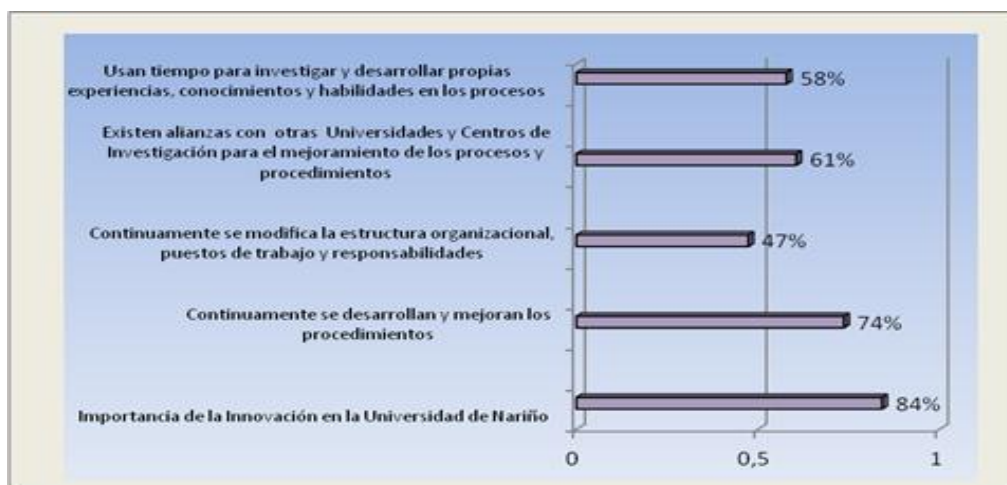 Usan tiempo para investigar y desarrollar propias
experiencias, conocimientos y habilidades en los procesos
58%
Existen alianzas con otras Universidades y Centros de
Investigación para el mejoramiento de los procesos y
procedimientos
61%
Continuamente se modifica la estructura organizacional,
puestos de trabajo y responsabilidades
47%
Continuamente se desarrollan y mejoran los
procedimientos
74%
Importancia de la Innovación en la Universidad de Nariño
84%
0 0,5 1